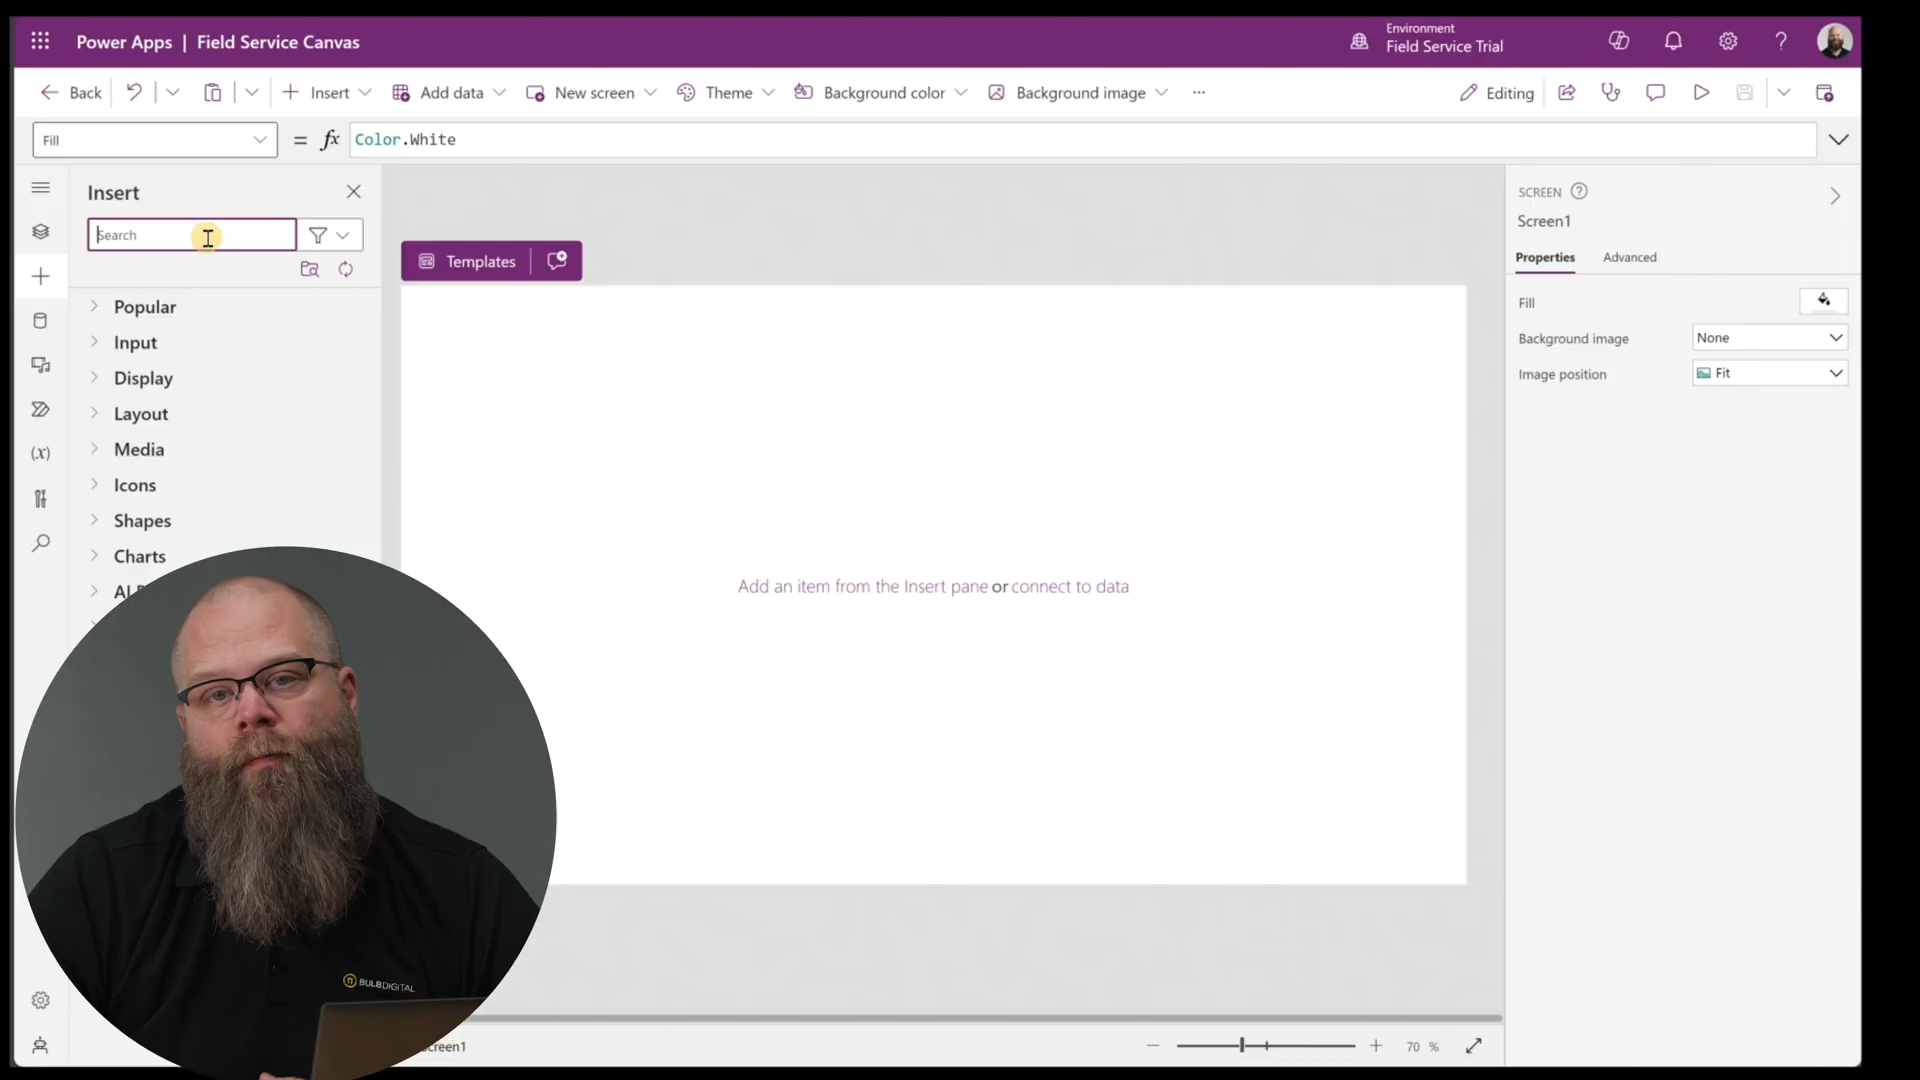 Power Apps | Field Service Canvas
Environment
Field Service Trial
Back
Insert
Add data
New screen
Theme
Background color
Background image
...
Editing
Fill
= fx
Color.White
Insert
Search
Templates
Popular
Input
Display
Layout
Media
Icons
Shapes
Charts
Add an item from the Insert pane or connect to data
SCREEN
Screen1
Properties
Advanced
Fill
Background image
None
Image position
Fit
BULBDIGITAL
70 %